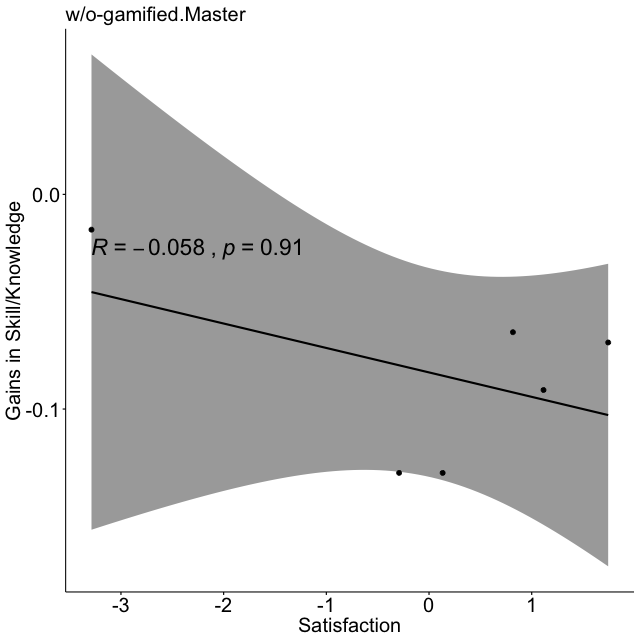 w/o-gamified.Master
Gains in Skill/Knowledge
0.0
R = −0.058 , p = 0.91
-0.1
-3 -2 -1 0 1
Satisfaction